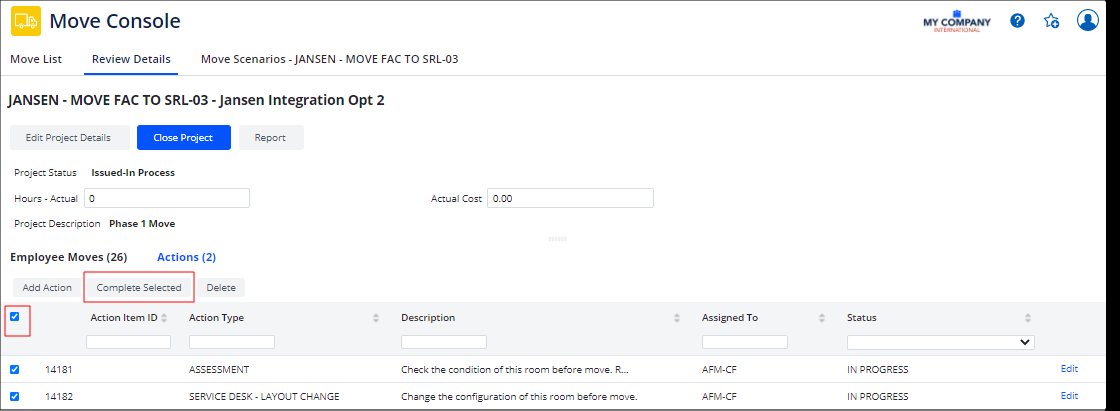 Move Console
MY COMPANY
INTERNATIONAL
?
Move List Review Details Move Scenarios - JANSEN - MOVE FAC TO SRL-03
JANSEN - MOVE FAC TO SRL-03 - Jansen Integration Opt 2
Edit Project Details Close Project Report
Project Status Issued-In Process
Hours - Actual 0 Actual Cost 0.00
Project Description Phase 1 Move
Employee Moves (26) Actions (2)
Add Action Complete Selected Delete
Action Item ID Action Type Description Assigned To Status
14181 ASSESSMENT Check the condition of this room before move. R... AFM-CF IN PROGRESS Edit
14182 SERVICE DESK - LAYOUT CHANGE Change the configuration of this room before move. AFM-CF IN PROGRESS Edit